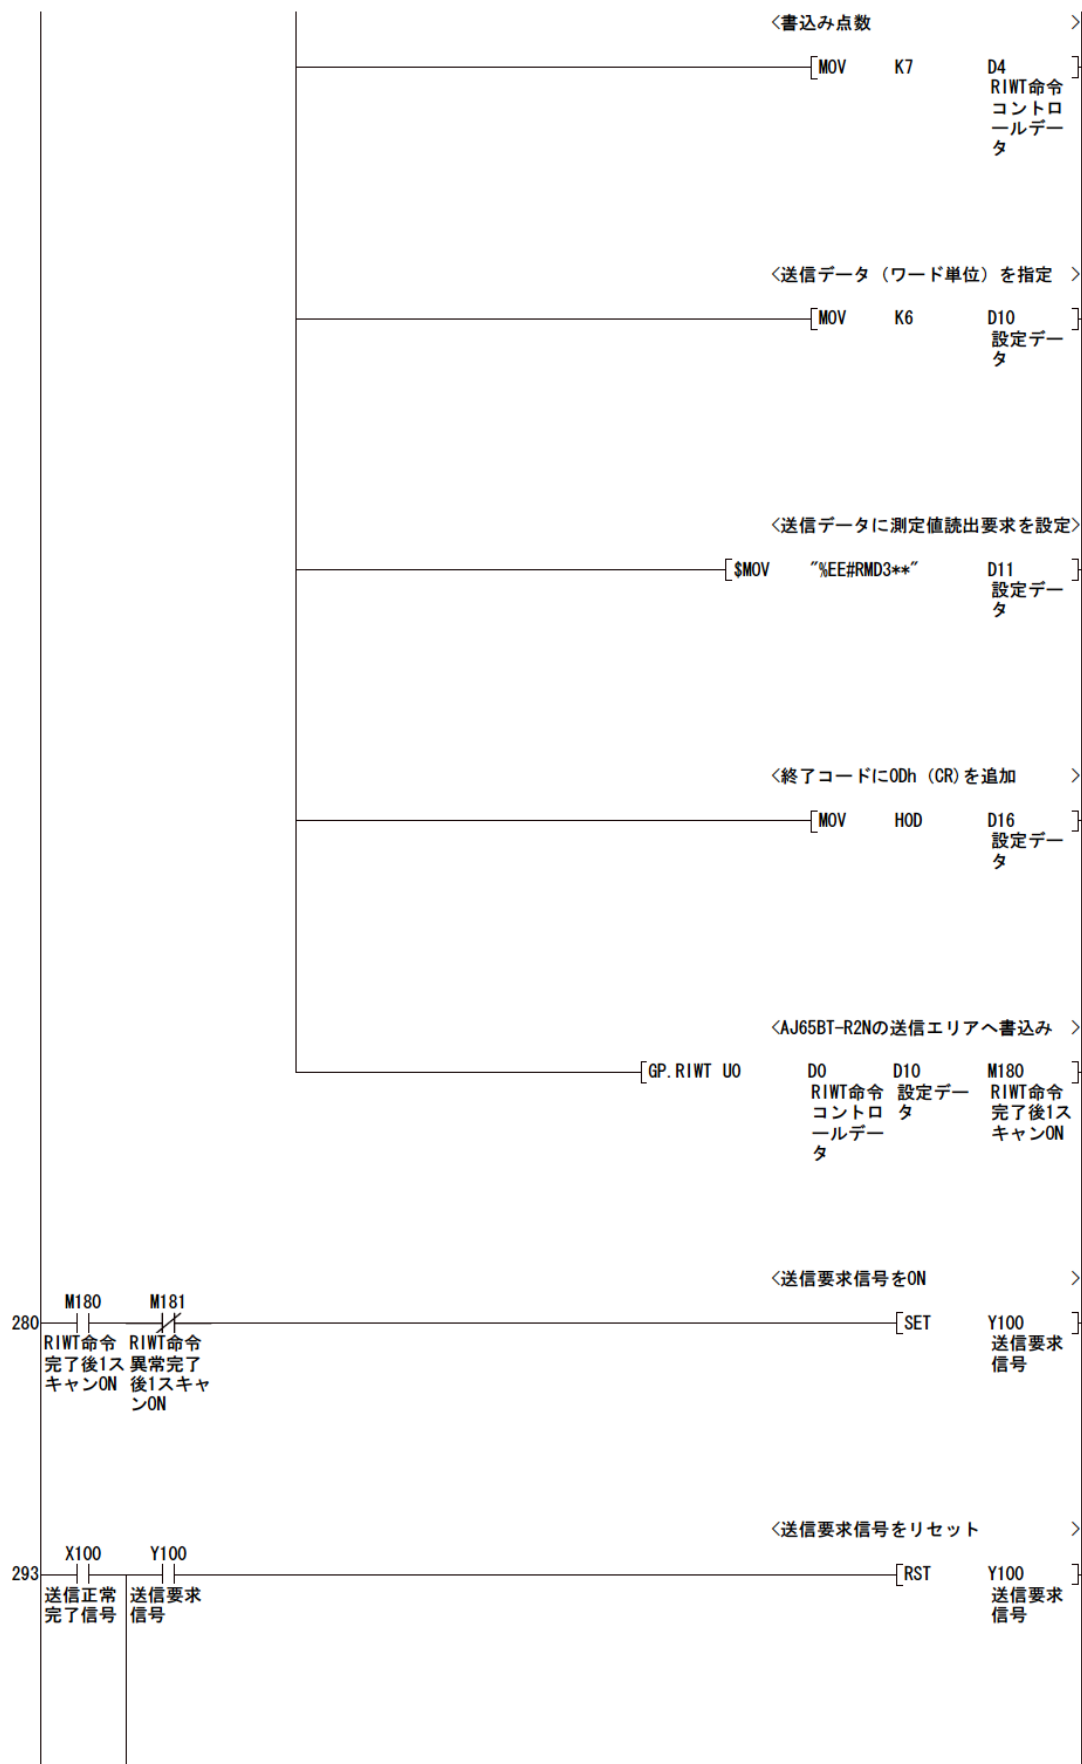 <書込み点数 >
MOV K7 D4
RIWT命令
コントロ
ールデー
タ
<送信データ (ワード単位) を指定 >
MOV K6 D10
設定デー
タ
<送信データに測定値読出要求を設定>
$MOV "%EE#RMD3**" D11
設定デー
タ
<終了コードに0Dh (CR)を追加 >
MOV H0D D16
設定デー
タ
<AJ65BT-R2Nの送信エリアへ書込み >
GP.RIWT U0 D0 D10 M180
RIWT命令 設定デー RIWT命令
コントロ タ 完了後1ス
ールデー キャンON
タ
<送信要求信号をON >
M180 M181
280 SET Y100
RIWT命令 RIWT命令 送信要求
完了後1ス 異常完了 信号
キャンON 後1スキャ
ンON
<送信要求信号をリセット >
X100 Y100
293 RST Y100
送信正常 送信要求 送信要求
完了信号 信号 信号